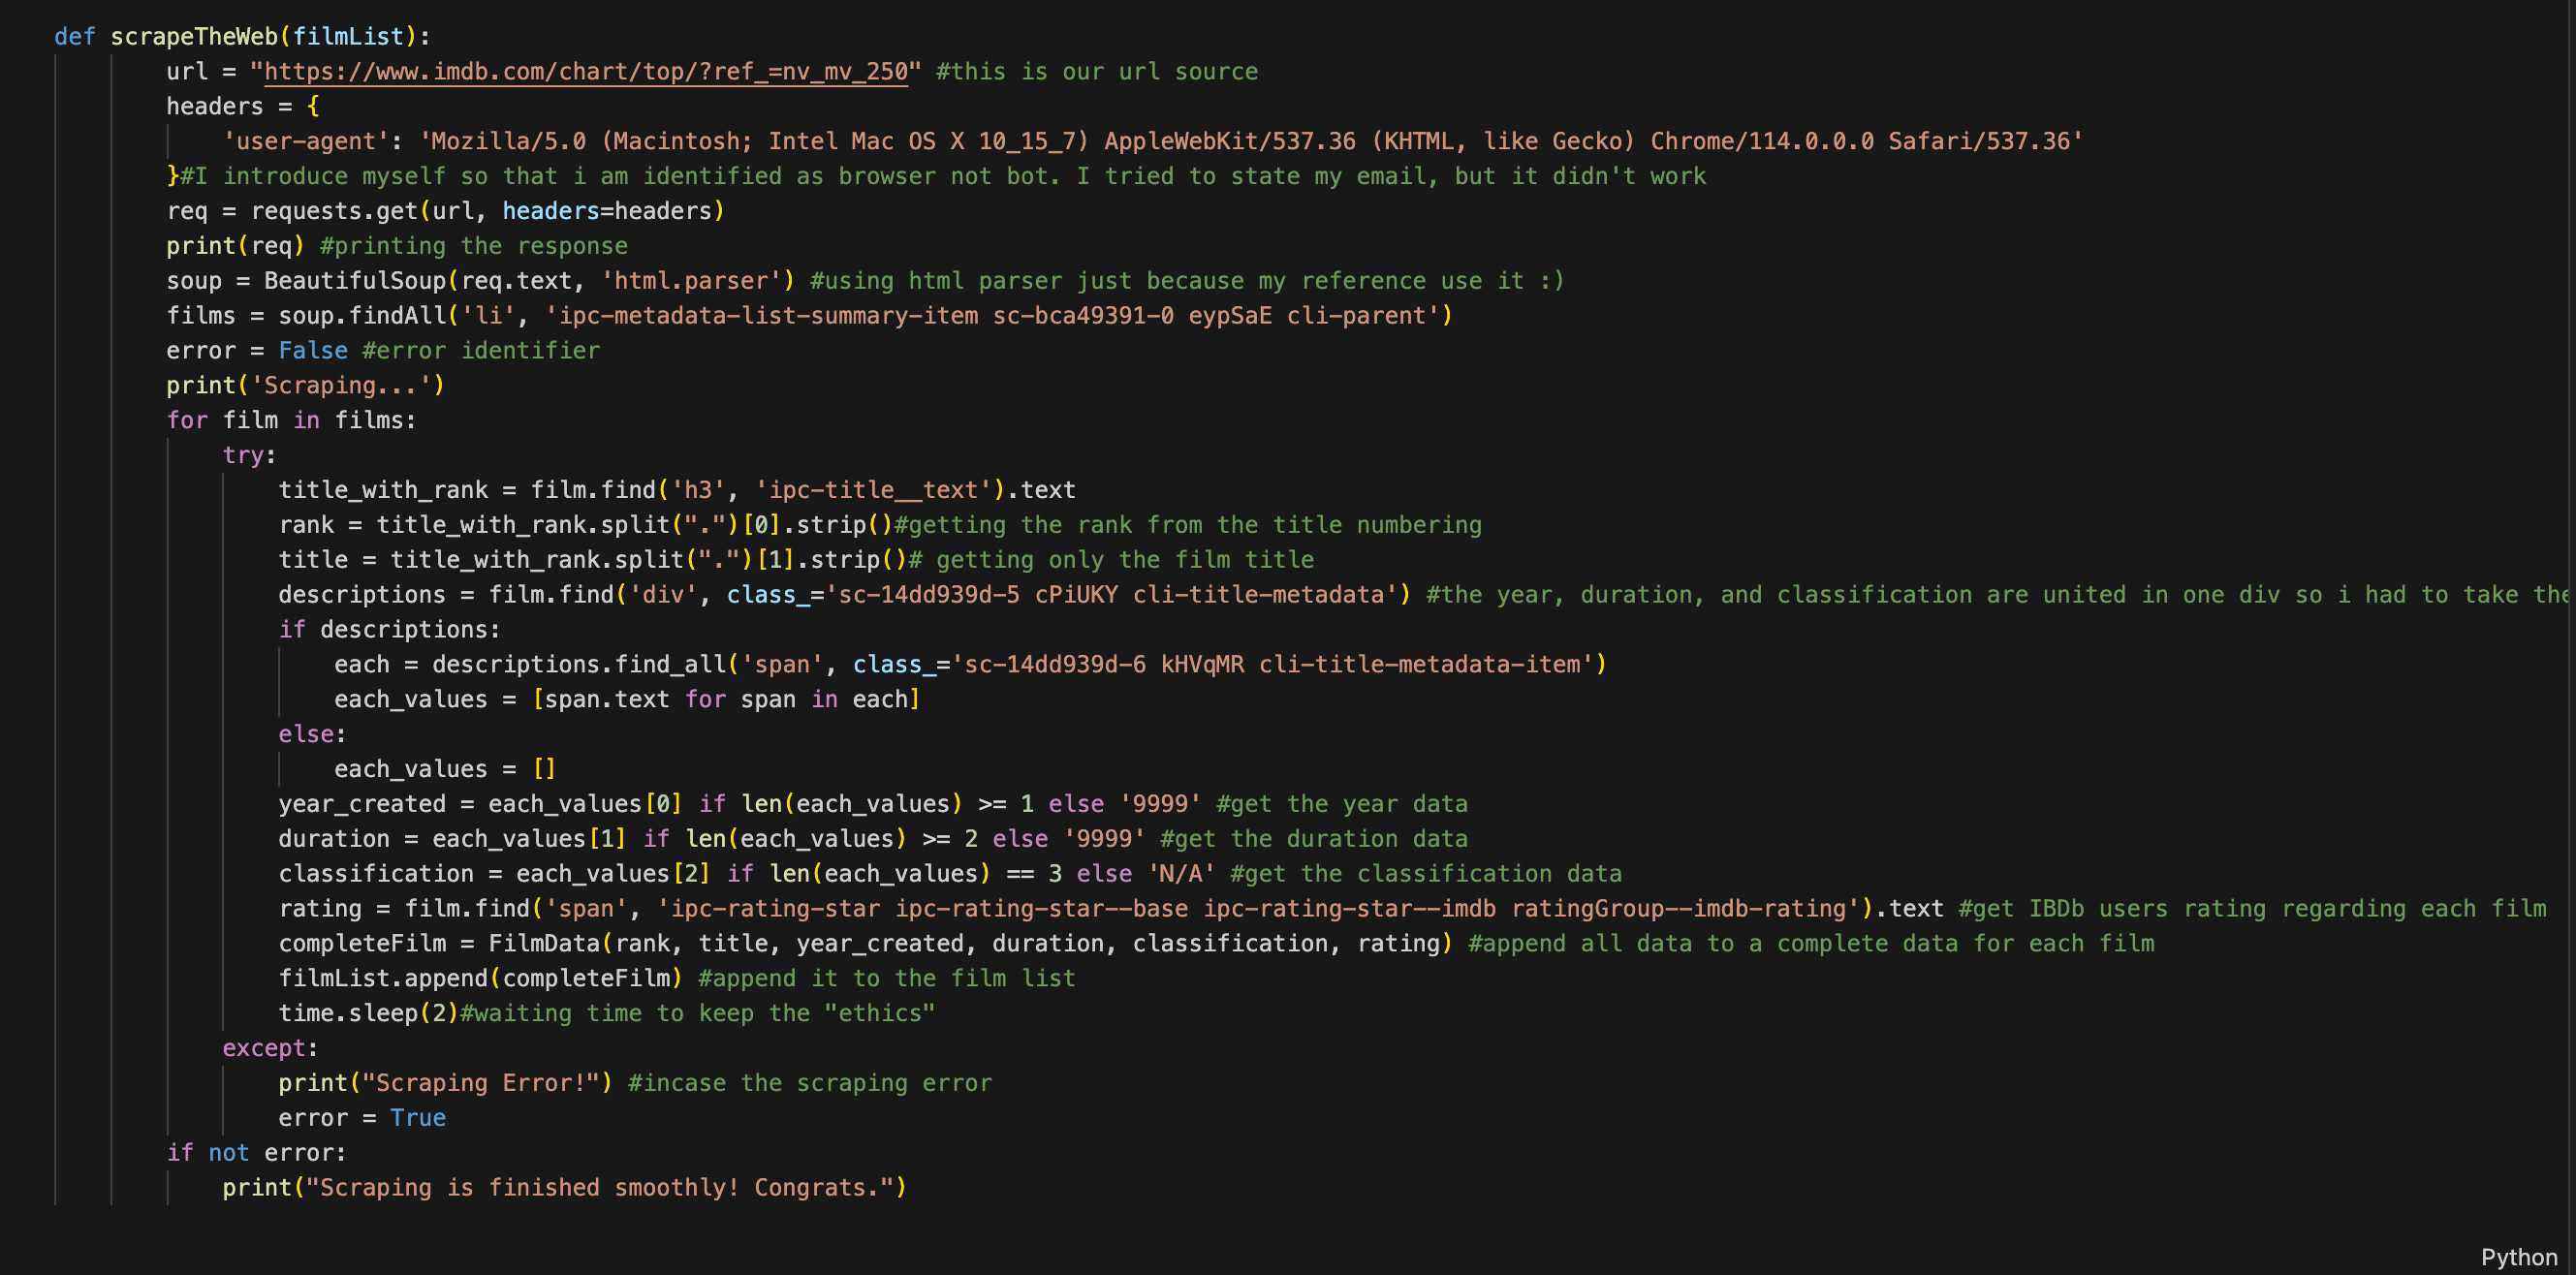 def scrapeTheWeb(filmList):
url = "https://www.imdb.com/chart/top/?ref_=nv_mv_250" #this is our url source
headers = {
'user-agent': 'Mozilla/5.0 (Macintosh; Intel Mac OS X 10_15_7) AppleWebKit/537.36 (KHTML, like Gecko) Chrome/114.0.0.0 Safari/537.36'
}#I introduce myself so that i am identified as browser not bot. I tried to state my email, but it didn't work
req = requests.get(url, headers=headers)
print(req) #printing the response
soup = BeautifulSoup(req.text, 'html.parser') #using html parser just because my reference use it :)
films = soup.findAll('li', 'ipc-metadata-list-summary-item sc-bca49391-0 eypSaE cli-parent')
error = False #error identifier
print('Scraping...')
for film in films:
try:
title_with_rank = film.find('h3', 'ipc-title__text').text
rank = title_with_rank.split(".")[0].strip()#getting the rank from the title numbering
title = title_with_rank.split(".")[1].strip()# getting only the film title
descriptions = film.find('div', class_='sc-14dd939d-5 cPiUKY cli-title-metadata') #the year, duration, and classification are united in one div so i had to take the
if descriptions:
each = descriptions.find_all('span', class_='sc-14dd939d-6 kHVqMR cli-title-metadata-item')
each_values = [span.text for span in each]
else:
each_values = []
year_created = each_values[0] if len(each_values) >= 1 else '9999' #get the year data
duration = each_values[1] if len(each_values) >= 2 else '9999' #get the duration data
classification = each_values[2] if len(each_values) == 3 else 'N/A' #get the classification data
rating = film.find('span', 'ipc-rating-star ipc-rating-star--base ipc-rating-star--imdb ratingGroup--imdb-rating').text #get IBDb users rating regarding each film
completeFilm = FilmData(rank, title, year_created, duration, classification, rating) #append all data to a complete data for each film
filmList.append(completeFilm) #append it to the film list
time.sleep(2)#waiting time to keep the "ethics"
except:
print("Scraping Error!") #incase the scraping error
error = True
if not error:
print("Scraping is finished smoothly! Congrats.")
Python